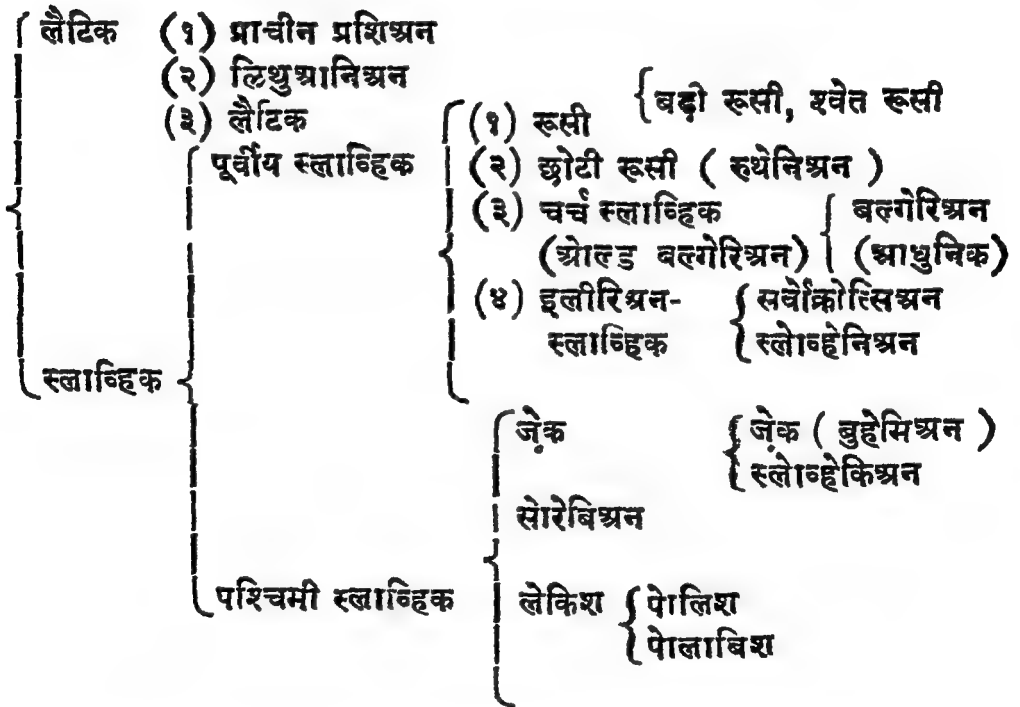 लैटिक (१) प्राचीन प्रशिअन
(२) लिथुआनिअन
(३) लैटिक
पूर्वीय स्लाव्हिक
(१) रूसी
बड़ो रूसी, श्वेत रूसी
(२) छोटी रूसी ( रुथेनिअन )
(३) चर्च स्लाव्हिक
(ओल्ड बल्गेरिअन)
बल्गेरिअन
(आधुनिक)
(४) इलीरिअन-
स्लाव्हिक
सर्वोक्रोत्सिअन
स्लोव्हेनिअन
स्लाव्हिक
ज़ेक
ज़ेक ( बुहेमिअन )
स्लोव्हेकिअन
सोरेबिअन
पश्चिमी स्लाव्हिक
लेकिश
पोलिश
पोलाबिश